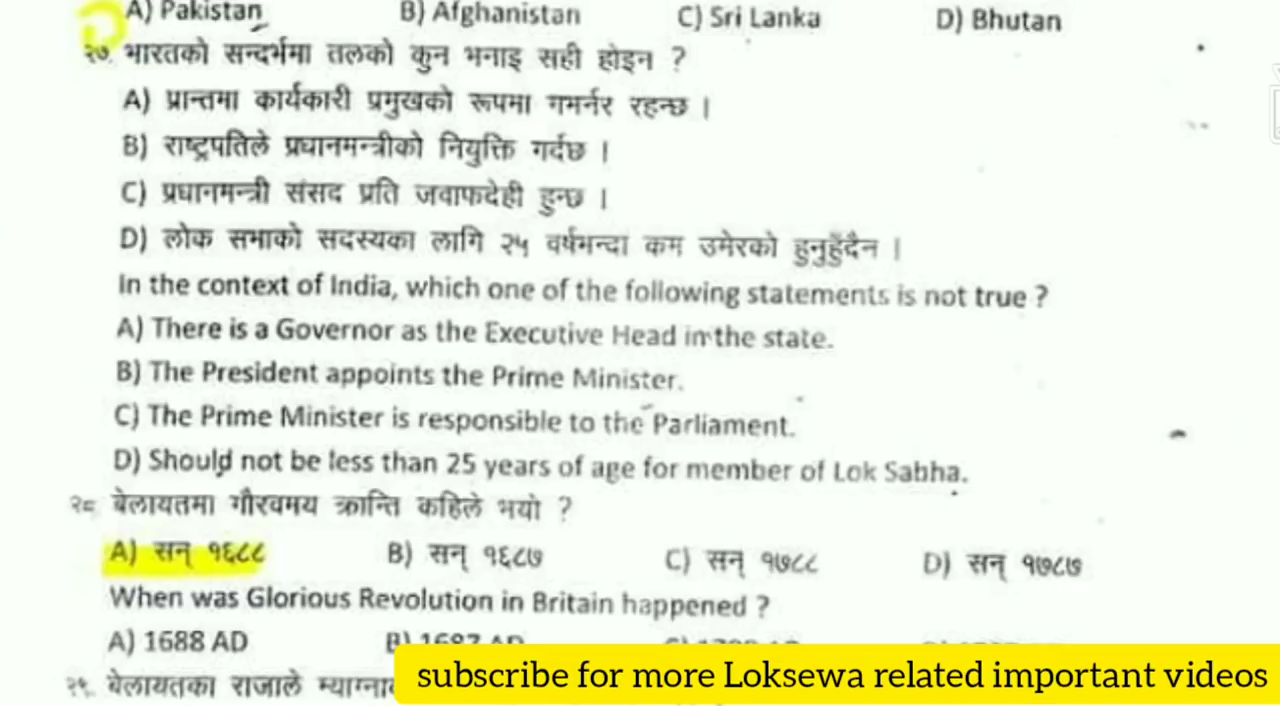 A) Pakistan B) Afghanistan C) Sri Lanka D) Bhutan
२७. भारतको सन्दर्भमा तलको कुन भनाइ सही होइन ?
A) प्रान्तमा कार्यकारी प्रमुखको रूपमा गभर्नर रहन्छ ।
B) राष्ट्रपतिले प्रधानमन्त्रीको नियुक्ति गर्दछ ।
C) प्रधानमन्त्री संसद प्रति जवाफदेही हुन्छ ।
D) लोक सभाको सदस्यका लागि २५ वर्षभन्दा कम उमेरको हुनुहुँदैन ।
In the context of India, which one of the following statements is not true ?
A) There is a Governor as the Executive Head in the state.
B) The President appoints the Prime Minister.
C) The Prime Minister is responsible to the Parliament.
D) Should not be less than 25 years of age for member of Lok Sabha.
२८ बेलायतमा गौरवमय क्रान्ति कहिले भयो ?
A) सन् १६८८ B) सन् १६८७ C) सन् १७८८ D) सन् १७८७
When was Glorious Revolution in Britain happened ?
A) 1688 AD B) 1687 AD
२९. बेलायतका राजाले
subscribe for more Loksewa related important videos